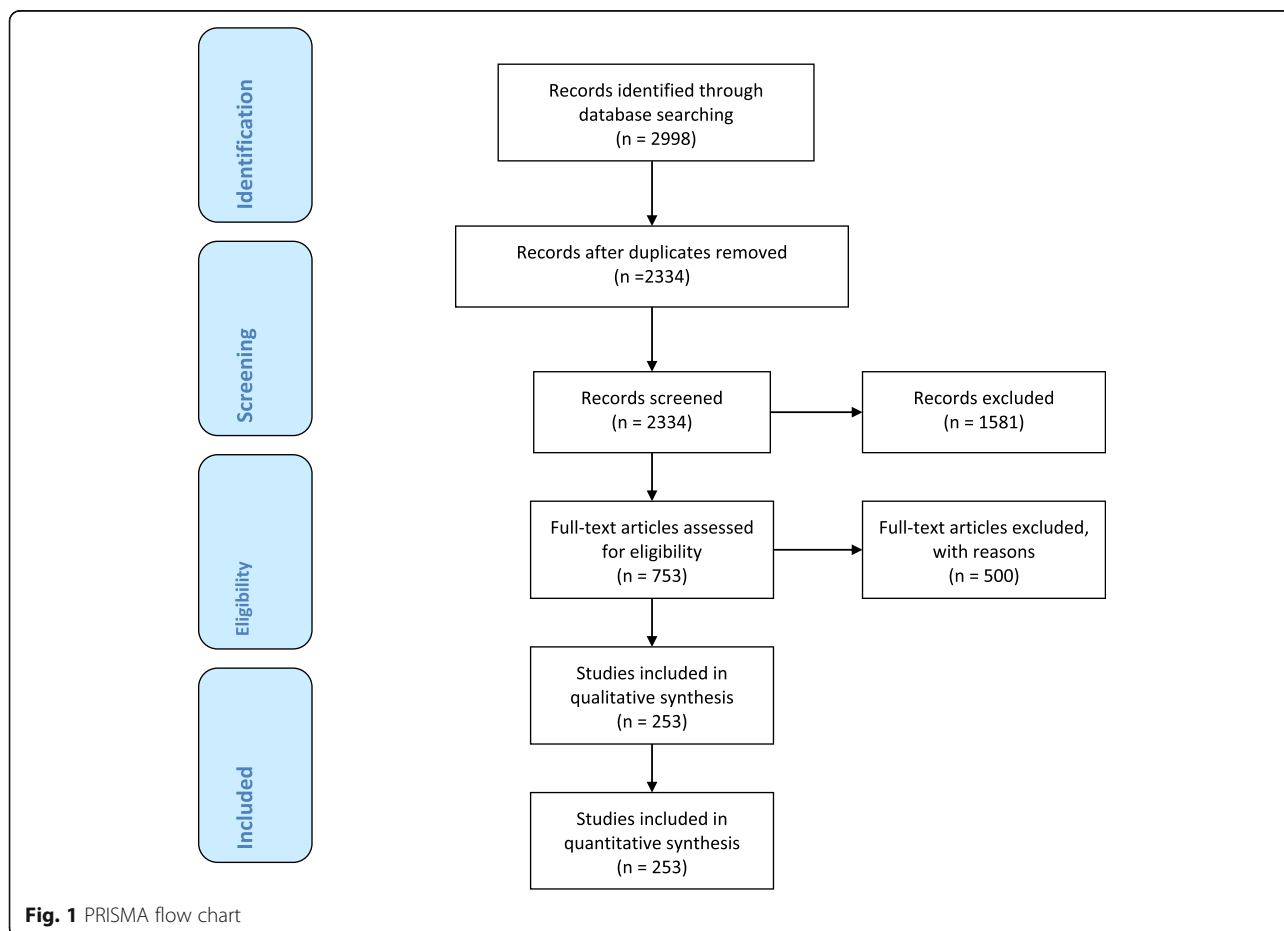 Identification
Records identified through
database searching
(n = 2998)
Records after duplicates removed
(n =2334)
Screening
Records screened
(n = 2334)
Records excluded
(n = 1581)
Eligibility
Full-text articles assessed
for eligibility
(n = 753)
Full-text articles excluded,
with reasons
(n = 500)
Included
Studies included in
qualitative synthesis
(n = 253)
Studies included in
quantitative synthesis
(n = 253)
Fig. 1 PRISMA flow chart